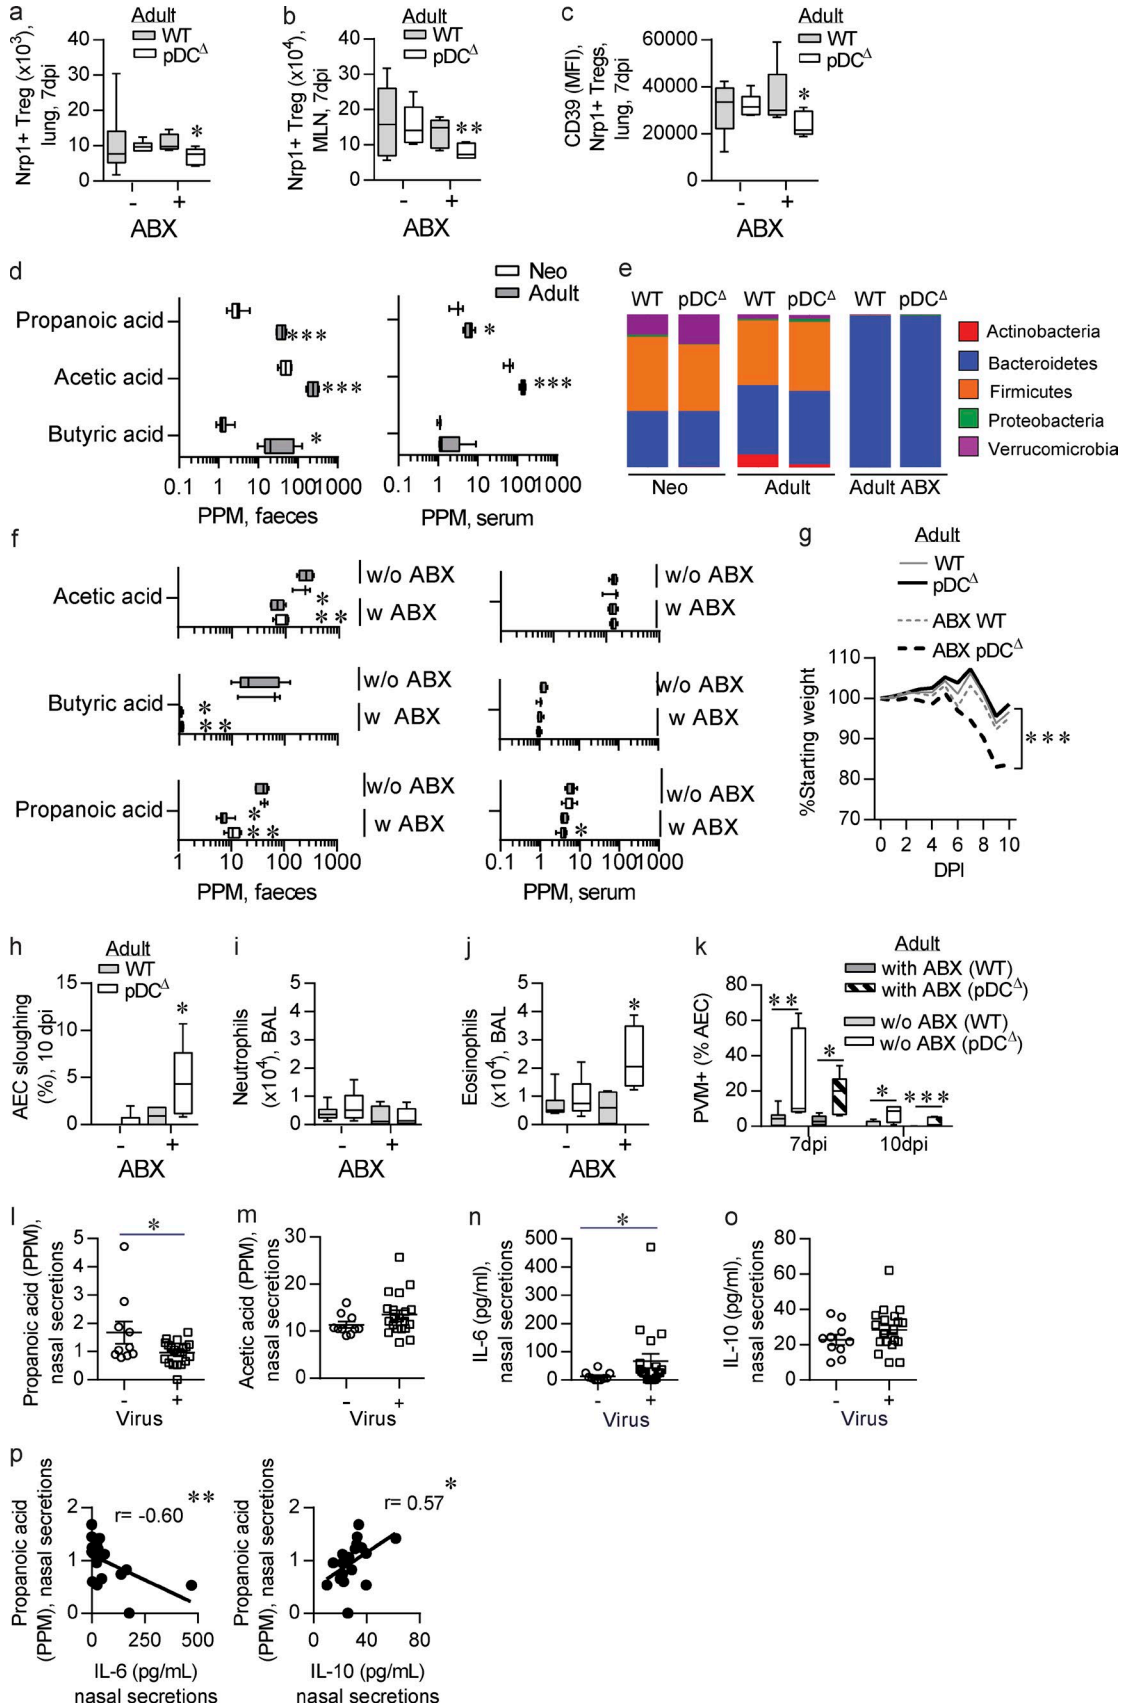 a
Adult
WT
pDCΔ
Nrp1+ Treg (x10³),
lung, 7dpi
40
30
20
10
0
*
- +
ABX
b
Adult
WT
pDCΔ
Nrp1+ Treg (x10⁴),
MLN, 7dpi
40
30
20
10
0
**
- +
ABX
c
Adult
WT
pDCΔ
CD39 (MFI),
Nrp1+ Tregs,
lung, 7dpi
60000
40000
20000
0
*
- +
ABX
d
Neo
Adult
Propanoic acid
Acetic acid
Butyric acid
***
***
*
0.1 1 10 100 1000
PPM, faeces
*
***
0.1 1 10 100 1000
PPM, serum
e
WT pDCΔ WT pDCΔ WT pDCΔ
Neo Adult Adult ABX
Actinobacteria
Bacteroidetes
Firmicutes
Proteobacteria
Verrucomicrobia
f
Acetic acid
w/o ABX
*
w ABX
**
w/o ABX
w ABX
Butyric acid
w/o ABX
*
w ABX
**
w/o ABX
w ABX
Propanoic acid
w/o ABX
*
w ABX
**
w/o ABX
w ABX
*
1 10 100 1000
PPM, faeces
0.1 1 10 100 1000
PPM, serum
g
Adult
WT
pDCΔ
ABX WT
ABX pDCΔ
%Starting weight
110
100
90
80
70
***
0 2 4 6 8 10
DPI
h
Adult
WT
pDCΔ
AEC sloughing
(%), 10 dpi
15
10
5
0
*
- +
ABX
i
Neutrophils
(x10⁴), BAL
5
4
3
2
1
0
- +
ABX
j
Eosinophils
(x10⁴), BAL
5
4
3
2
1
0
*
- +
ABX
k
Adult
with ABX (WT)
with ABX (pDCΔ)
w/o ABX (WT)
w/o ABX (pDCΔ)
PVM+ (% AEC)
80
60
40
20
0
**
*
*
***
7dpi 10dpi
l
Propanoic acid (PPM),
nasal secretions
5
4
3
2
1
0
*
- +
Virus
m
Acetic acid (PPM),
nasal secretions
30
20
10
0
- +
Virus
n
IL-6 (pg/ml),
nasal secretions
500
400
300
200
100
0
*
- +
Virus
o
IL-10 (pg/ml),
nasal secretions
80
60
40
20
0
- +
Virus
p
Propanoic acid
(PPM), nasal secretions
2
1
0
r= -0.60
**
0 250 500
IL-6 (pg/mL)
nasal secretions
Propanoic acid
(PPM), nasal secretions
2
1
0
r= 0.57
*
0 40 80
IL-10 (pg/mL)
nasal secretions